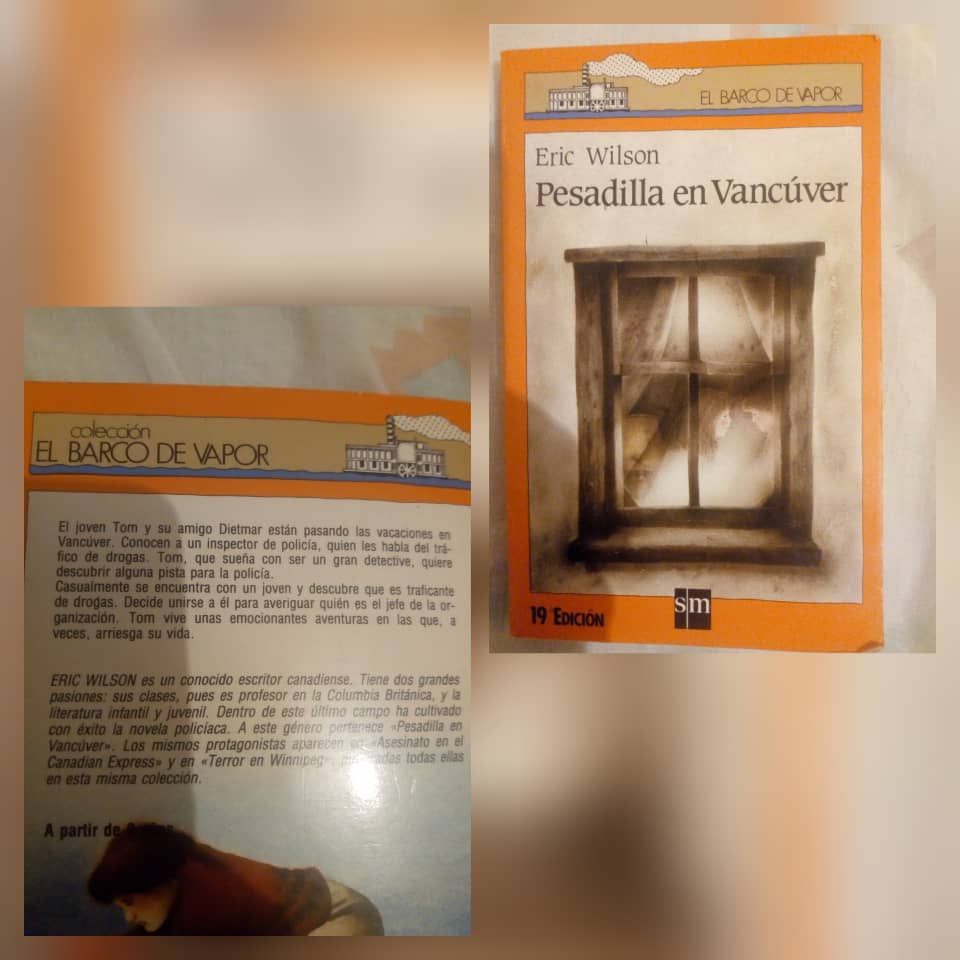 EL BARCO DE VAPOR
Eric Wilson
Pesadilla en Vancúver
19 EDICIÓN
sm
colección
EL BARCO DE VAPOR
El joven Tom y su amigo Dietmar están pasando las vacaciones en
Vancúver. Conocen a un inspector de policía, quien les habla del trá-
fico de drogas. Tom, que sueña con ser un gran detective, quiere
descubrir alguna pista para la policía.
Casualmente se encuentra con un joven y descubre que es traficante
de drogas. Decide unirse a él para averiguar quién es el jefe de la or-
ganización. Tom vive unas emocionantes aventuras en las que, a
veces, arriesga su vida.
ERIC WILSON es un conocido escritor canadiense. Tiene dos grandes
pasiones: sus clases, pues es profesor en la Columbia Británica, y la
literatura infantil y juvenil. Dentro de este último campo ha cultivado
con éxito la novela policíaca. A este género pertenece «Pesadilla en
Vancúver». Los mismos protagonistas aparecen en «Asesinato en el
Canadian Express» y en «Terror en Winnipeg», todas ellas
en esta misma colección.
A partir de